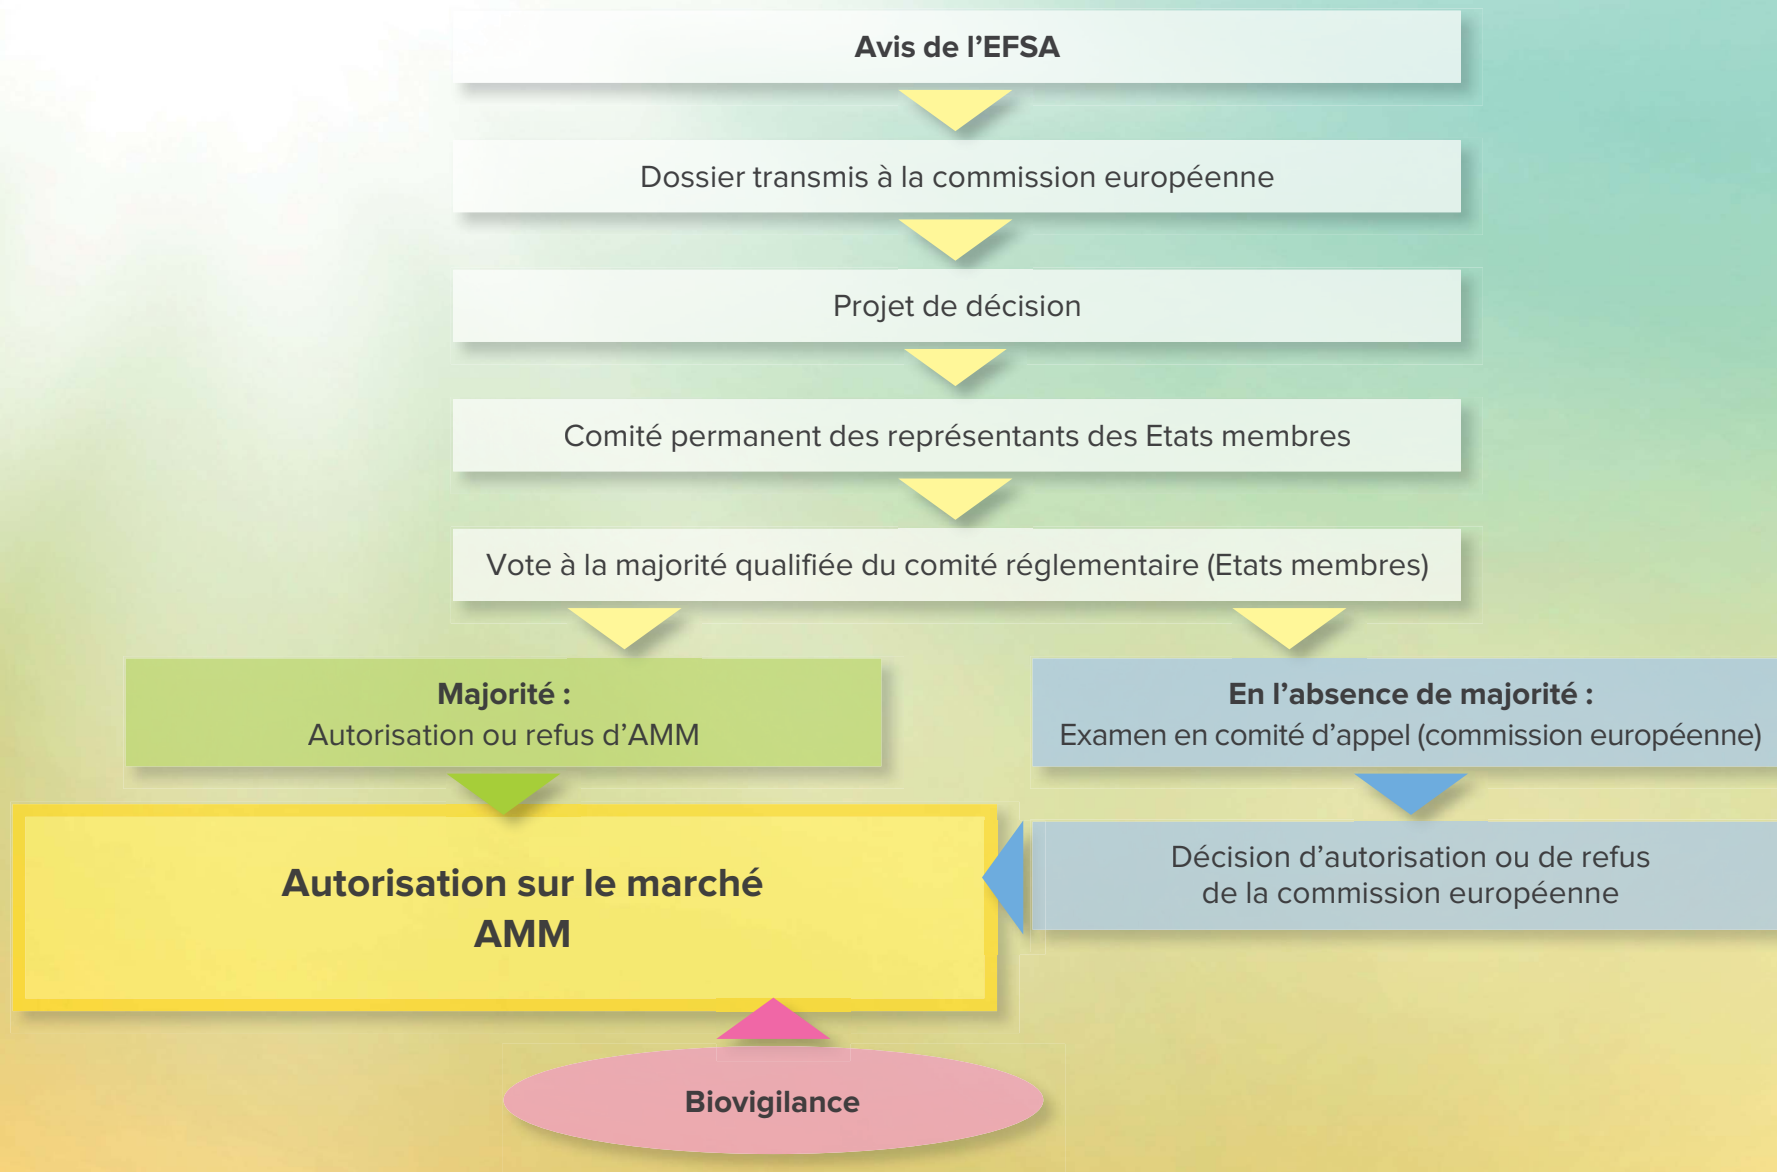 Avis de l’EFSA
Dossier transmis à la commission européenne
Projet de décision
Comité permanent des représentants des Etats membres
Vote à la majorité qualifiée du comité réglementaire (Etats membres)
Majorité :
Autorisation ou refus d’AMM
En l’absence de majorité :
Examen en comité d’appel (commission européenne)
Autorisation sur le marché
AMM
Décision d’autorisation ou de refus
de la commission européenne
Biovigilance